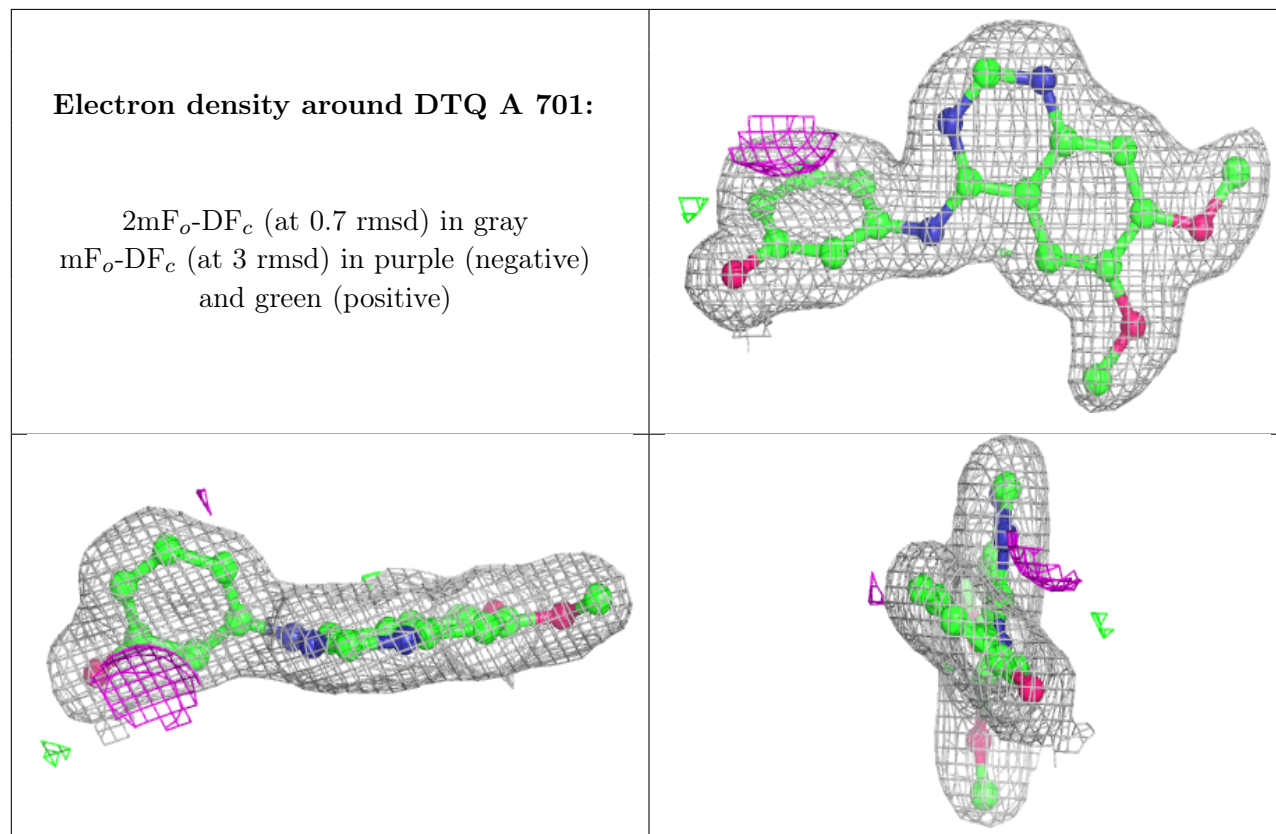 Electron density around DTQ A 701:
2mFo-DFc (at 0.7 rmsd) in gray
mFo-DFc (at 3 rmsd) in purple (negative)
and green (positive)